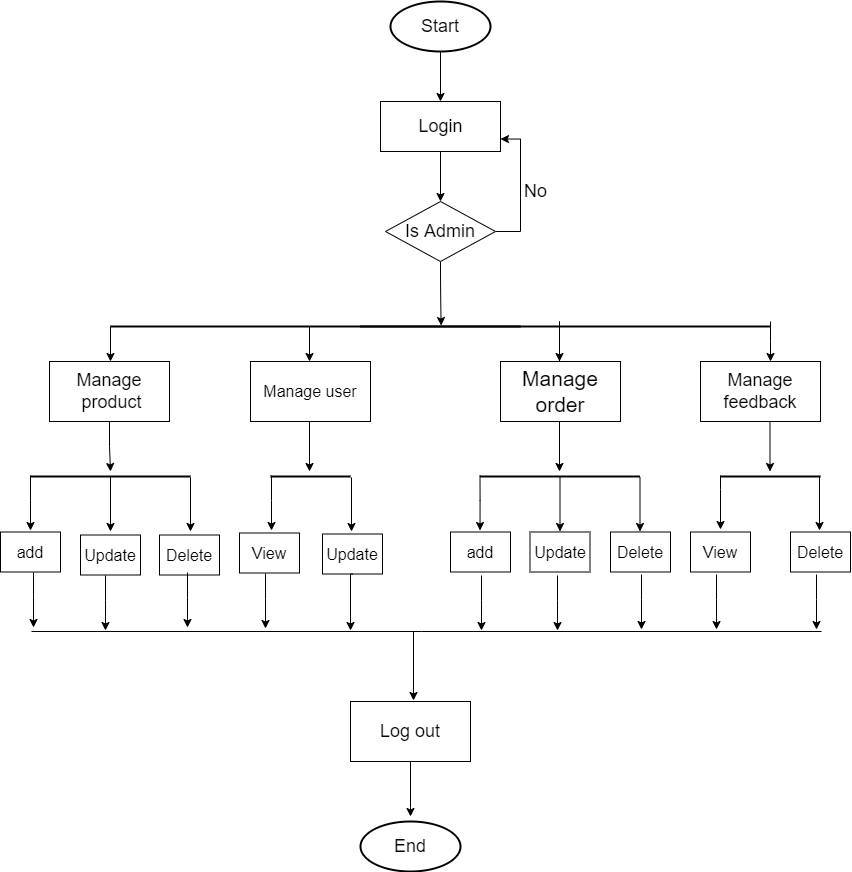 Start
Login
No
Is Admin
Manage
product
Manage user
Manage
order
Manage
feedback
add
Update
Delete
View
Update
add
Update
Delete
View
Delete
Log out
End